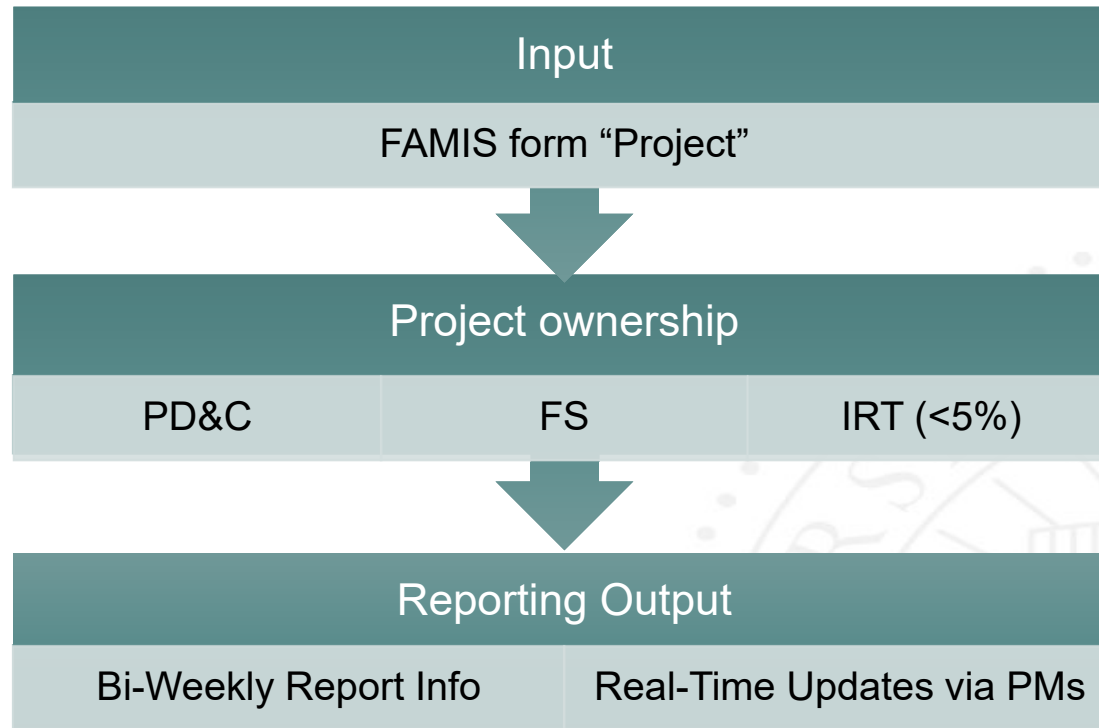 Input
FAMIS form “Project”
Project ownership
PD&C
FS
IRT (<5%)
Reporting Output
Bi-Weekly Report Info
Real-Time Updates via PMs